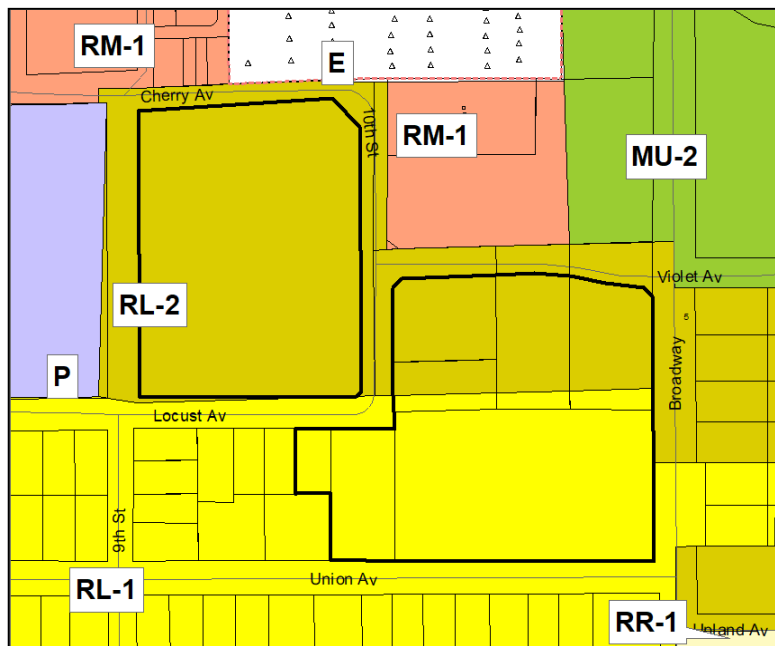 RM-1
E
Cherry Av
10th St
RM-1
MU-2
Violet Av
RL-2
Broadway
P
Locust Av
9th St
RL-1
Union Av
RR-1
Upland Av